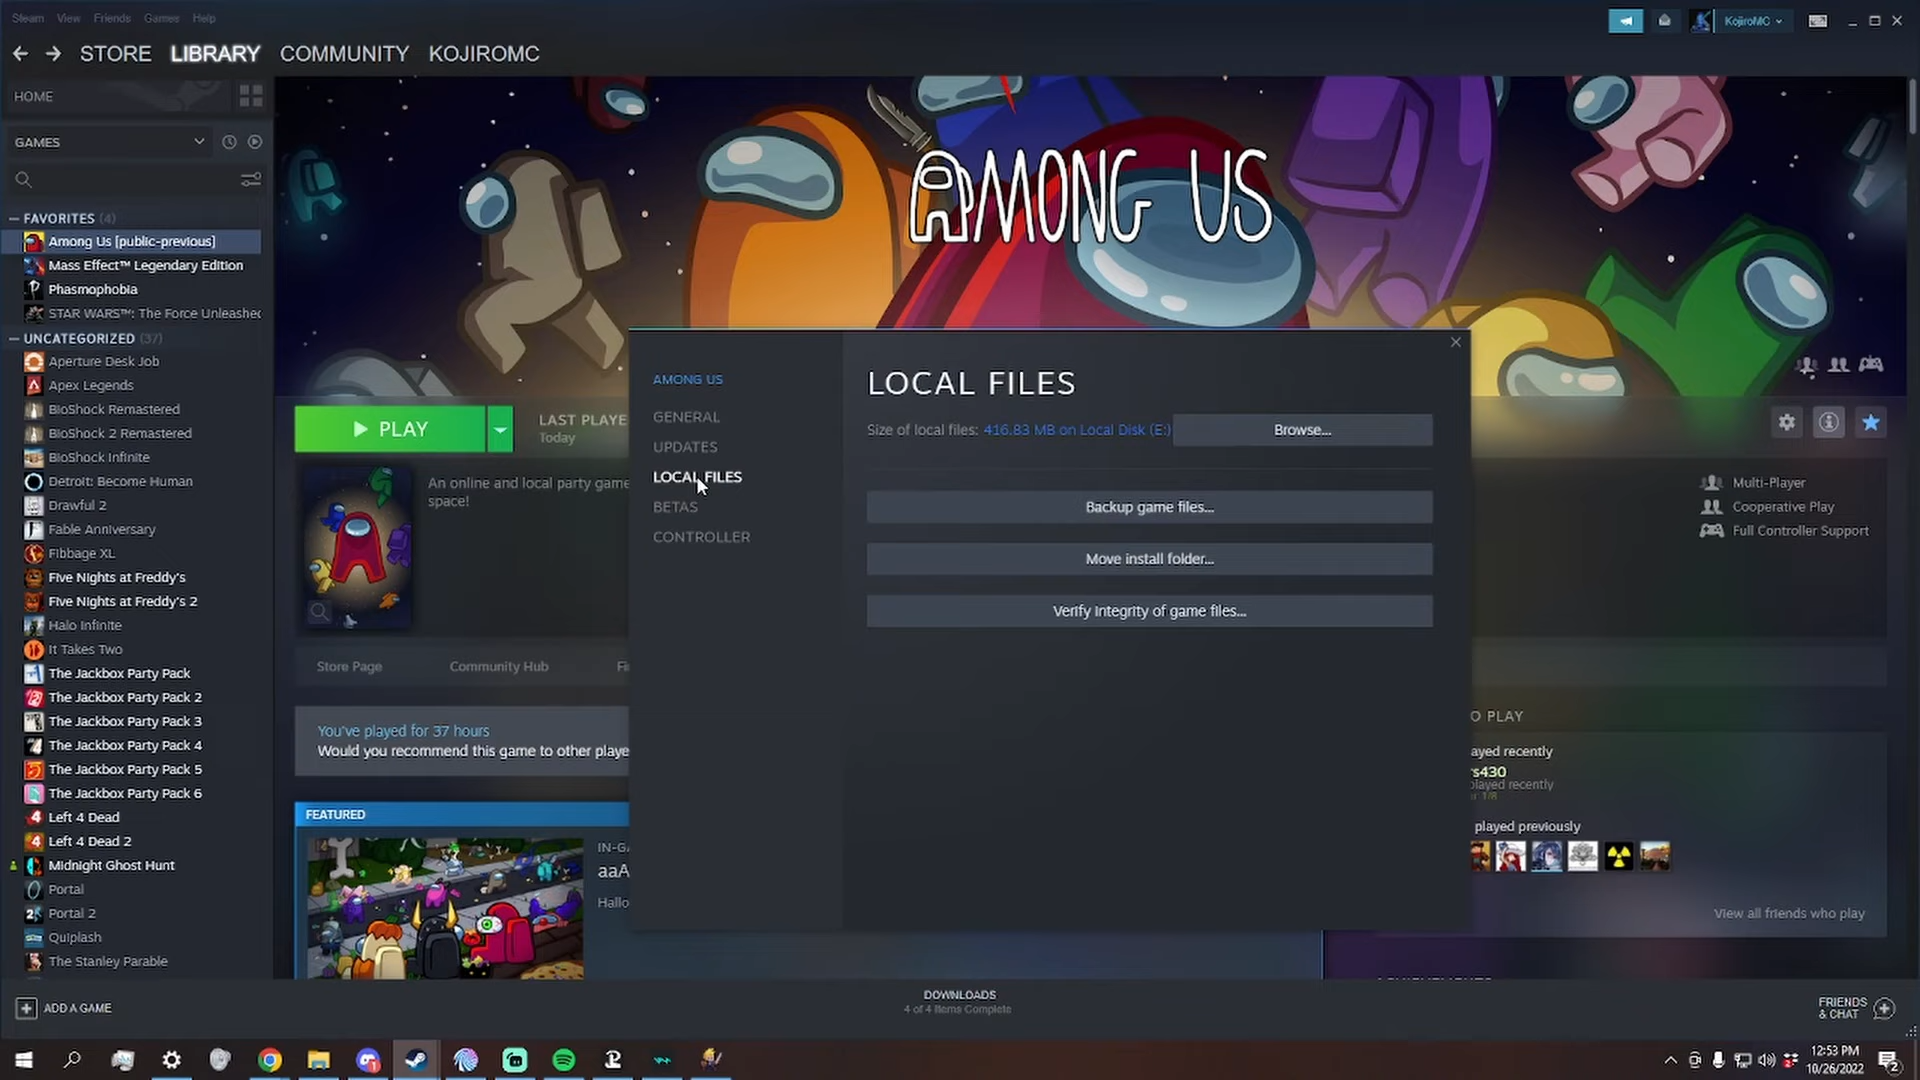 Steam View Friends Games Help
KojiroMC
STORE LIBRARY COMMUNITY KOJIROMC
HOME
GAMES
FAVORITES (4)
Among Us [public-previous]
Mass Effect™ Legendary Edition
Phasmophobia
STAR WARS™: The Force Unleashed
UNCATEGORIZED (37)
Aperture Desk Job
Apex Legends
BioShock Remastered
BioShock 2 Remastered
BioShock Infinite
Detroit: Become Human
Drawful 2
Fable Anniversary
Fibbage XL
Five Nights at Freddy's
Five Nights at Freddy's 2
Halo Infinite
It Takes Two
The Jackbox Party Pack
The Jackbox Party Pack 2
The Jackbox Party Pack 3
The Jackbox Party Pack 4
The Jackbox Party Pack 5
The Jackbox Party Pack 6
Left 4 Dead
Left 4 Dead 2
Midnight Ghost Hunt
Portal
Portal 2
Quiplash
The Stanley Parable
ADD A GAME
AMONG US
PLAY
LAST PLAYE
Today
An online and local party game
space!
Store Page Community Hub Fi
You've played for 37 hours
Would you recommend this game to other playe
FEATURED
IN-GA
aaA
Hallo
AMONG US
GENERAL
UPDATES
LOCAL FILES
BETAS
CONTROLLER
LOCAL FILES
Size of local files: 416.83 MB on Local Disk (E:)
Browse...
Backup game files...
Move install folder...
Verify integrity of game files...
Multi-Player
Cooperative Play
Full Controller Support
O PLAY
ayed recently
rs430
played recently
played previously
View all friends who play
DOWNLOADS
4 of 4 Items Complete
FRIENDS
& CHAT
12:53 PM
10/26/2022